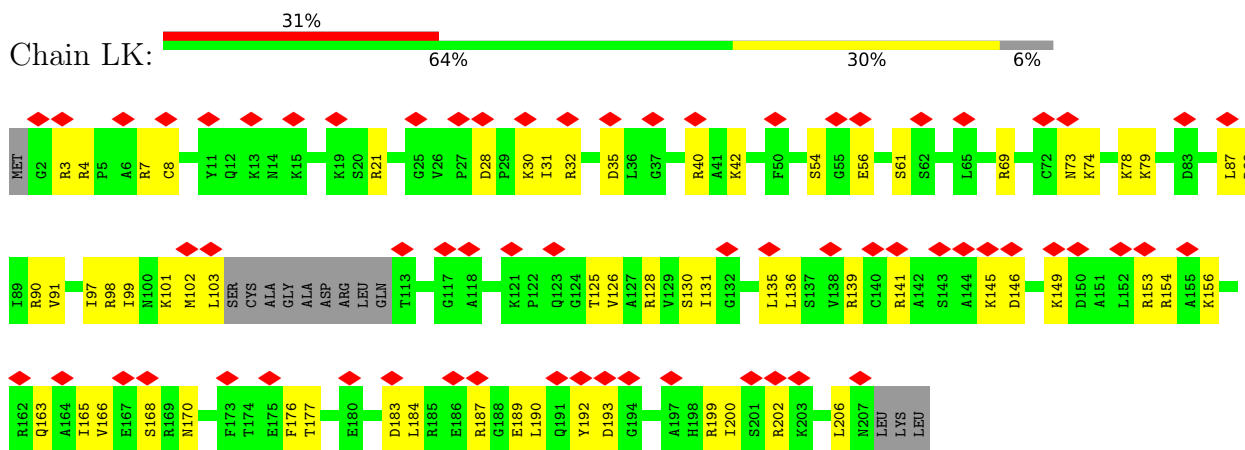 31%
Chain LK:
64% 30% 6%
MET G2 R3 R4 P5 A6 R7 C8 Y11 Q12 K13 N14 K15 K19 S20 R21 G25 V26 P27 D28 P29 K30 I31 R32 D35 L36 G37 R40 A41 K42 F50 S54 G55 E56 S61 S62 L65 R69 C72 N73 K74 K78 K79 D83 L87
I89 R90 V91 I97 R98 I99 N100 K101 M102 L103 SER CYS ALA GLY ALA ASP ARG LEU GLN T113 G117 A118 K121 P122 Q123 G124 T125 V126 A127 R128 V129 S130 I131 G132 L135 L136 S137 V138 R139 C140 R141 A142 S143 A144 K145 D146 K149 D150 A151 L152 R153 R154 A155 K156
R162 Q163 A164 I165 V166 E167 S168 R169 N170 F173 T174 E175 F176 T177 E180 D183 L184 R185 E186 R187 G188 E189 L190 Q191 Y192 D193 G194 A197 H198 R199 I200 S201 R202 K203 L206 N207 LEU LYS LEU